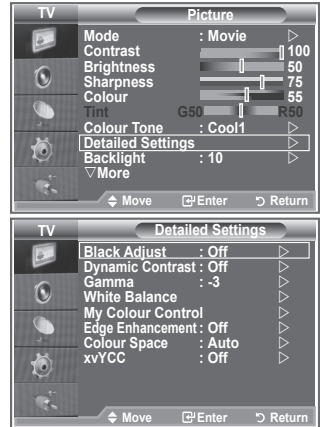 TV Picture
Mode : Movie ▷
Contrast 100
Brightness 50
Sharpness 75
Colour 55
Tint G50 R50
Colour Tone : Cool1 ▷
Detailed Settings ▷
Backlight : 10 ▷
▽More
Move Enter Return
TV Detailed Settings
Black Adjust : Off ▷
Dynamic Contrast : Off ▷
Gamma : -3 ▷
White Balance ▷
My Colour Control ▷
Edge Enhancement : Off ▷
Colour Space : Auto ▷
xvYCC : Off ▷
Move Enter Return